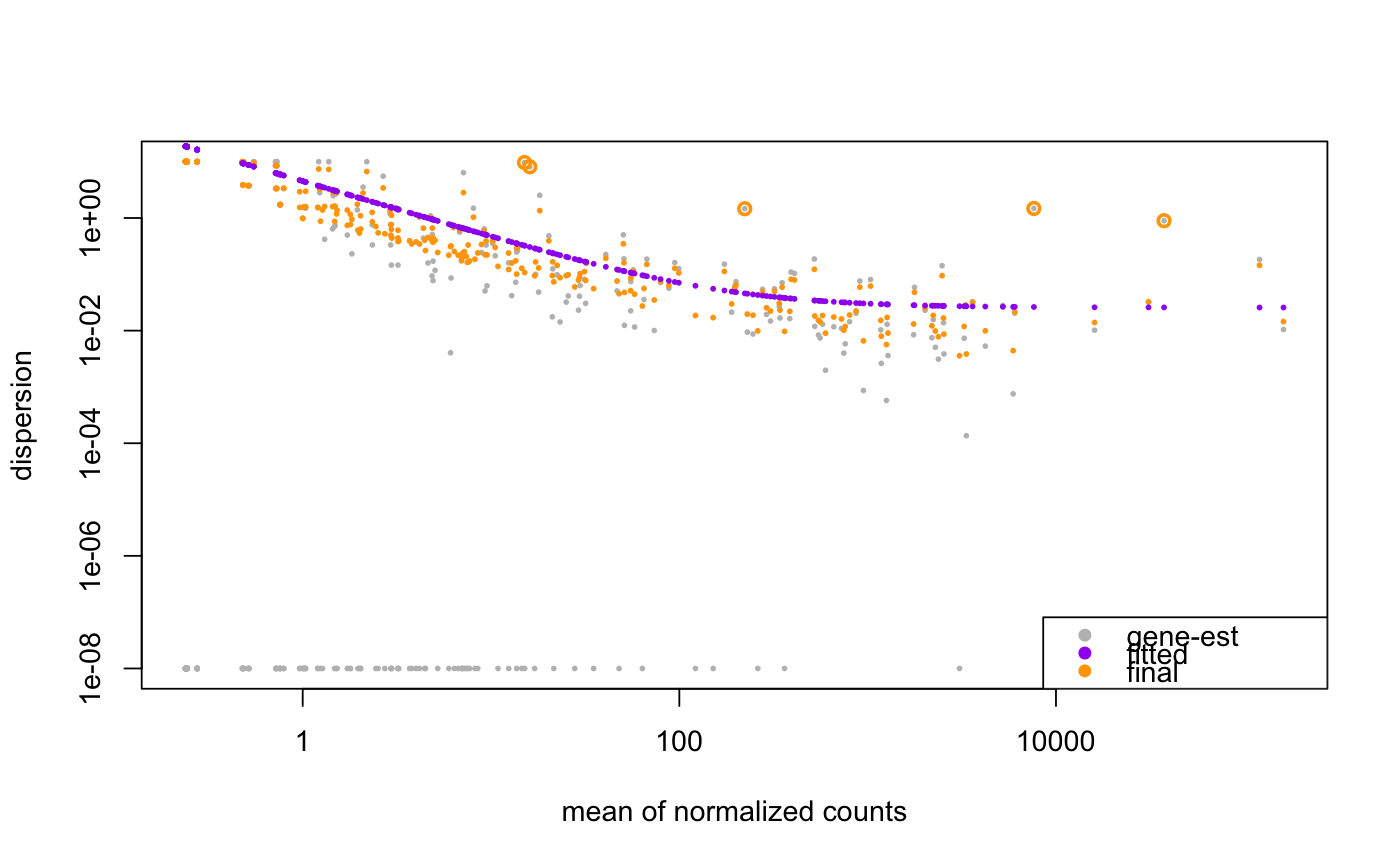 dispersion
1e+00
1e-02
1e-04
1e-06
1e-08
gene-est
fitted
final
1
100
10000
mean of normalized counts